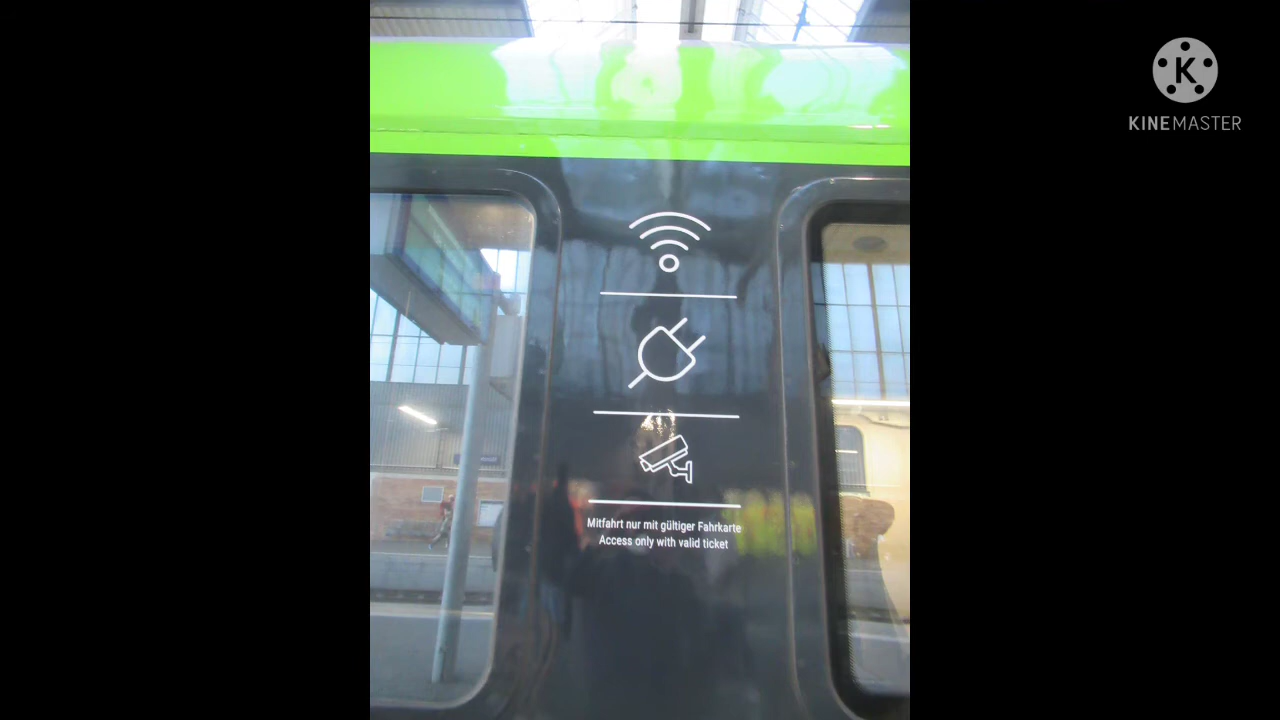 KINEMASTER
Mitfahrt nur mit gültiger Fahrkarte
Access only with valid ticket